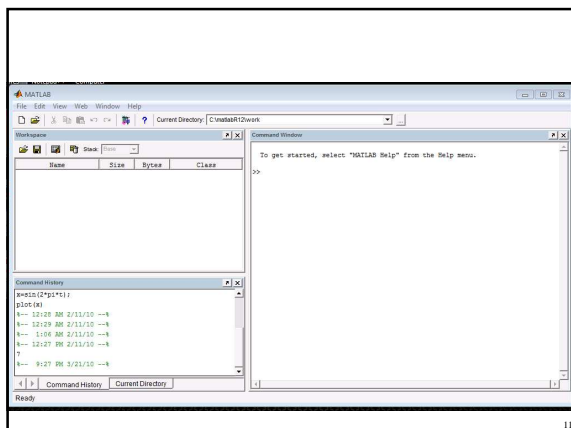 MATLAB
File Edit View Web Window Help
? Current Directory: C:\matlabR12\work ...
Workspace
Stack: Base
Name Size Bytes Class
Command History
x=sin(2*pi*t);
plot(x)
%-- 12:28 AM 2/11/10 --%
%-- 12:29 AM 2/11/10 --%
%-- 1:06 AM 2/11/10 --%
%-- 12:27 PM 2/11/10 --%
7
%-- 9:27 PM 3/21/10 --%
Command History Current Directory
Ready
Command Window
To get started, select "MATLAB Help" from the Help menu.
>>
11